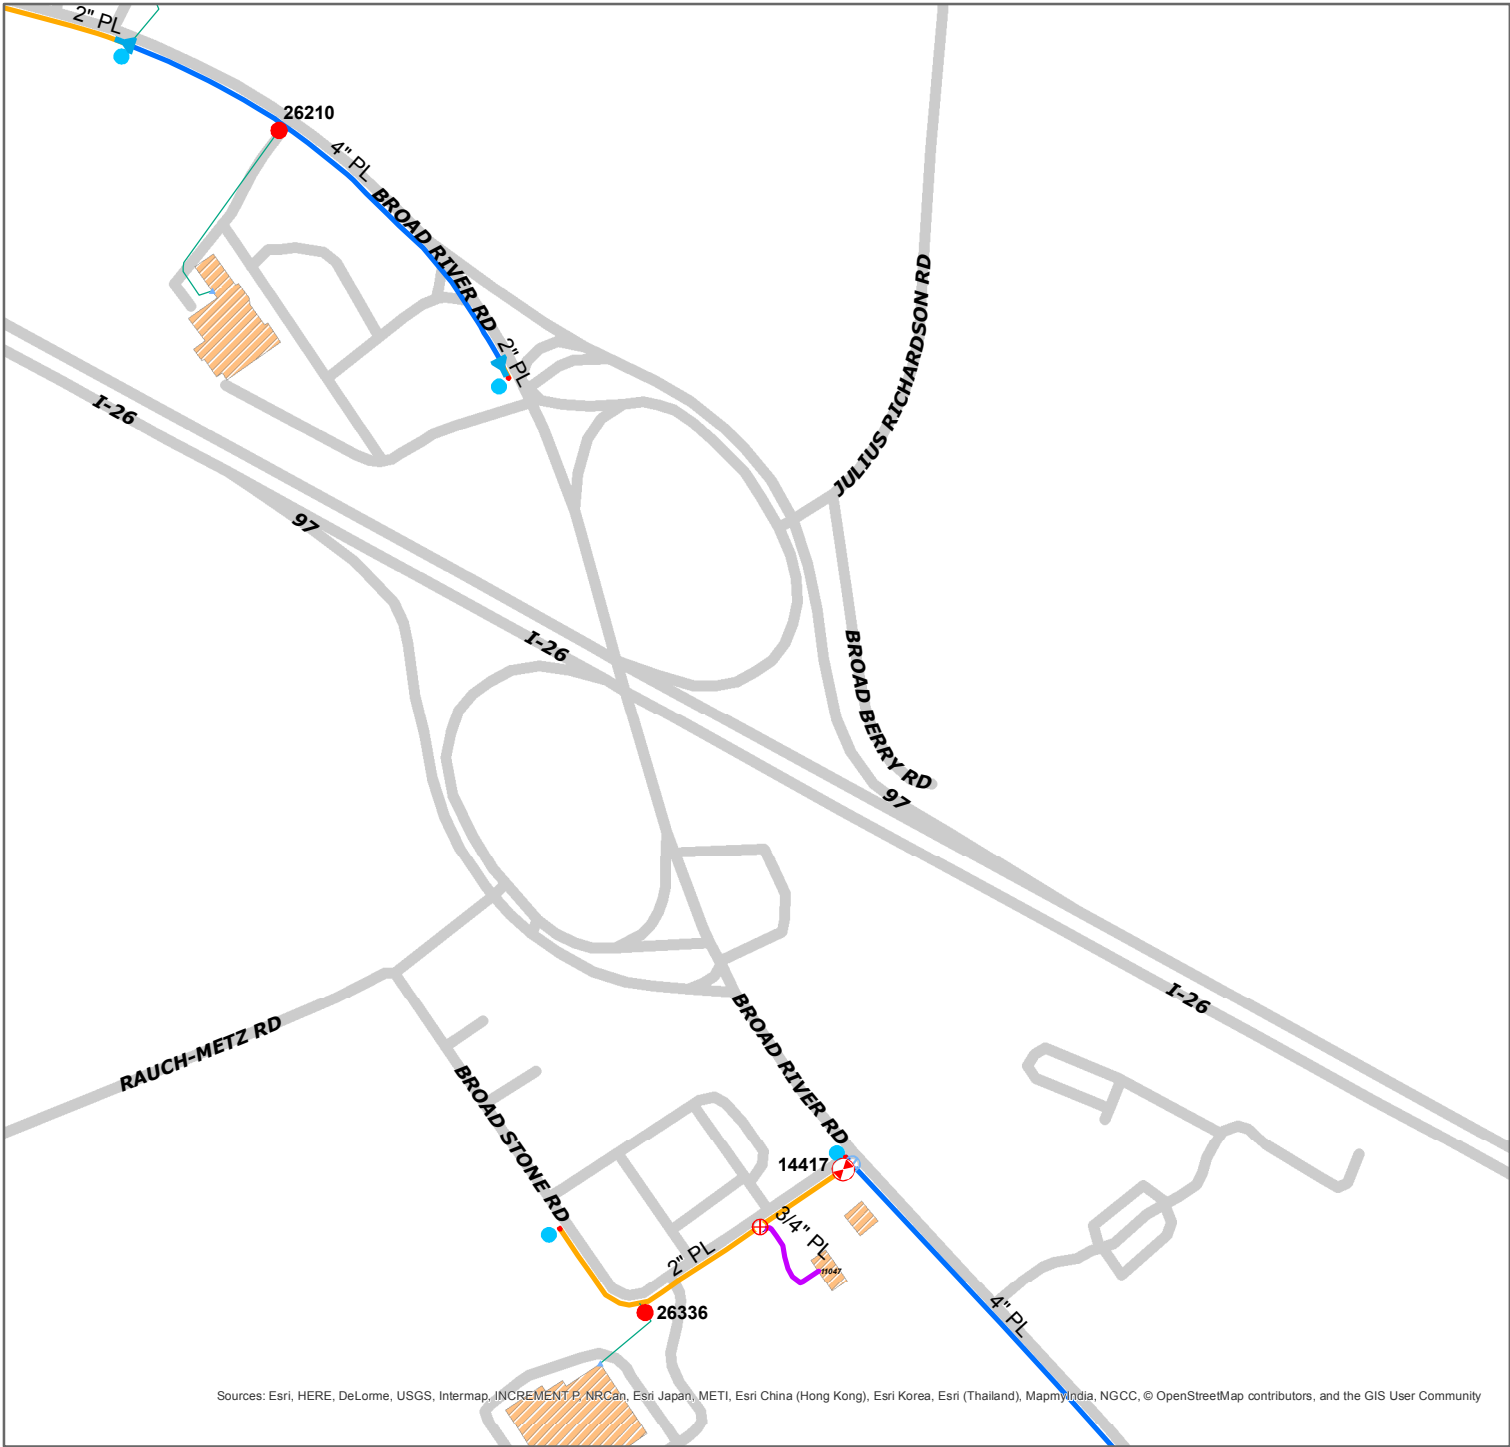 2" PL
26210
4" PL
BROAD RIVER RD
2" PL
JULIUS RICHARDSON RD
I-26
97
I-26
BROAD BERRY RD
97
I-26
BROAD RIVER RD
RAUCH-METZ RD
BROAD STONE RD
14417
3/4" PL
2" PL
11047
26336
4" PL
Sources: Esri, HERE, DeLorme, USGS, Intermap, INCREMENT P, NRCan, Esri Japan, METI, Esri China (Hong Kong), Esri Korea, Esri (Thailand), MapmyIndia, NGCC, © OpenStreetMap contributors, and the GIS User Community